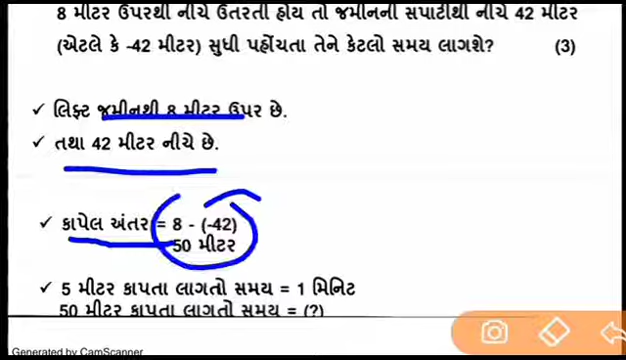 8 મીટર ઉપરથી નીચે ઉતરતી હોય તો જમીનની સપાટીથી નીચે 42 મીટર
(એટલે કે -42 મીટર) સુધી પહોંચતા તેને કેટલો સમય લાગશે? (3)
✓ લિફ્ટ જમીનથી 8 મીટર ઉપર છે.
✓ તથા 42 મીટર નીચે છે.
✓ કાપેલ અંતર = 8 - (-42)
50 મીટર
✓ 5 મીટર કાપતા લાગતો સમય = 1 મિનિટ
50 મીટર કાપતા લાગતો સમય = (?)
Generated by CamScanner